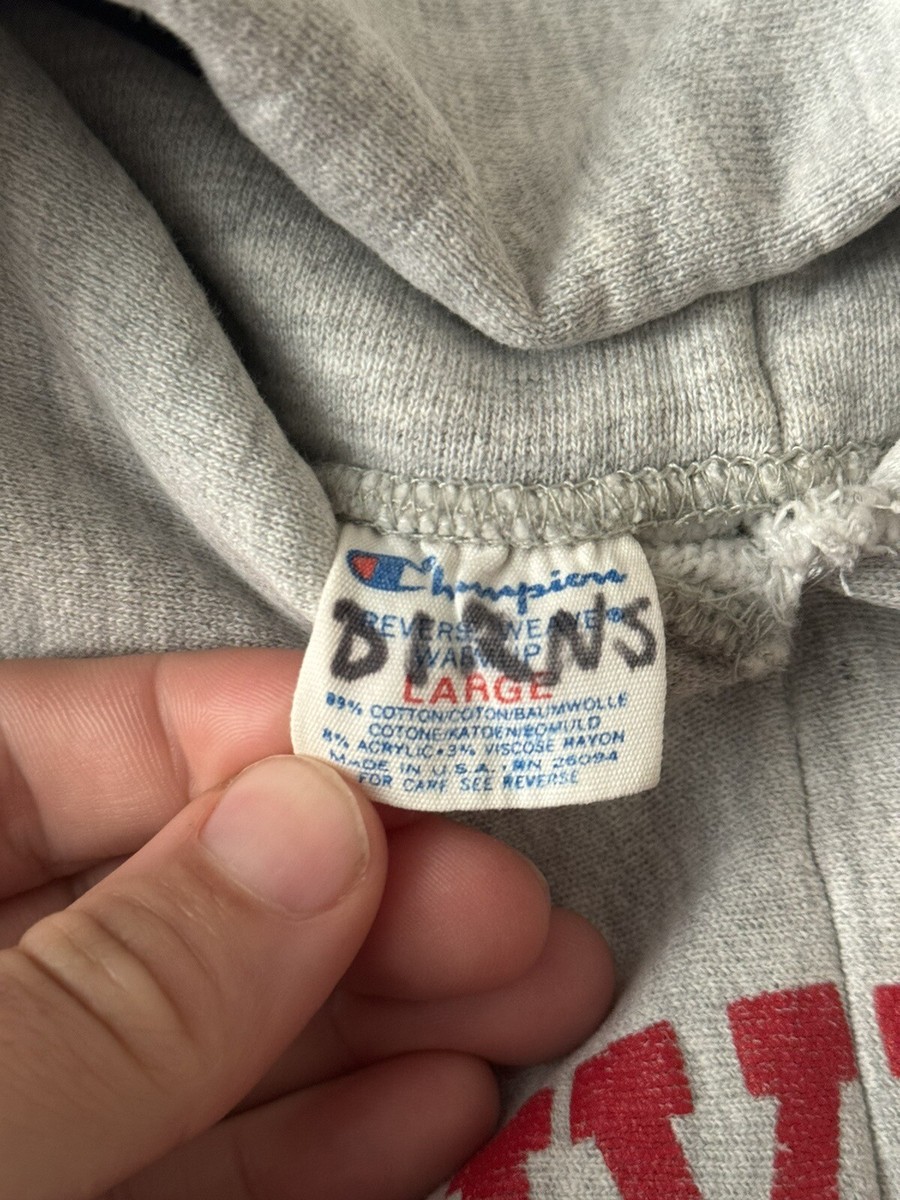 Champion
REVERSE WEAVE®
WARM UP
LARGE
89% COTTON/COTON/BAUMWOLLE
COTONE/KATOEN/BOMULD
8% ACRYLIC•3% VISCOSE RAYON
MADE IN U.S.A., RN 26094
FOR CARE SEE REVERSE